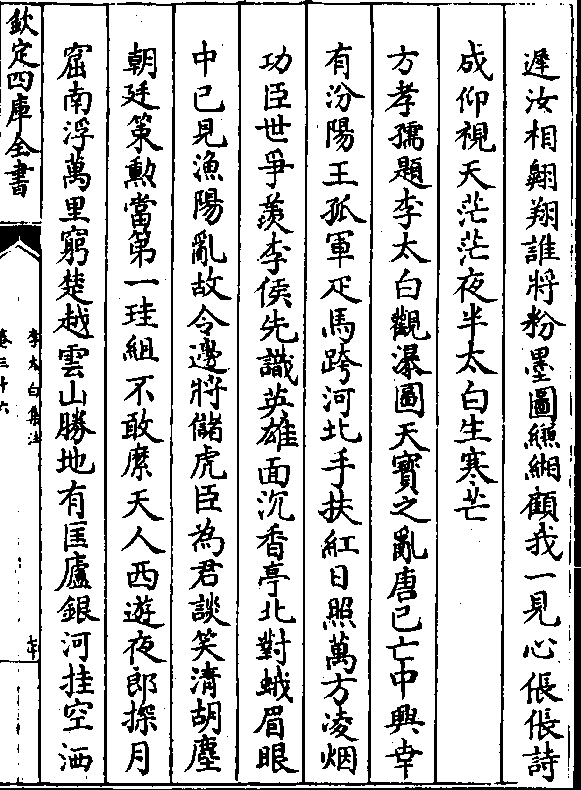 遲汝相翱翔誰將粉墨圖縑緗顧我一見心倀倀詩
成仰視天茫茫夜半太白生寒芒
方孝孺題李太白觀瀑圖天寳之亂唐已亡中興幸
有汾陽王孤軍疋馬跨河北手扶紅日照萬方凌烟
功臣世爭羨李侯先識英雄面沉香亭北對蛾眉眼
中已見漁陽亂故令邊將儲虎臣為君談笑清胡塵
朝廷策勲當第一珪組不敢縻天人西遊夜郎探月
窟南浮萬里窮楚越雲山勝地有匡廬銀河挂空洒
欽定四庫全書
李太白集注
卷三十六